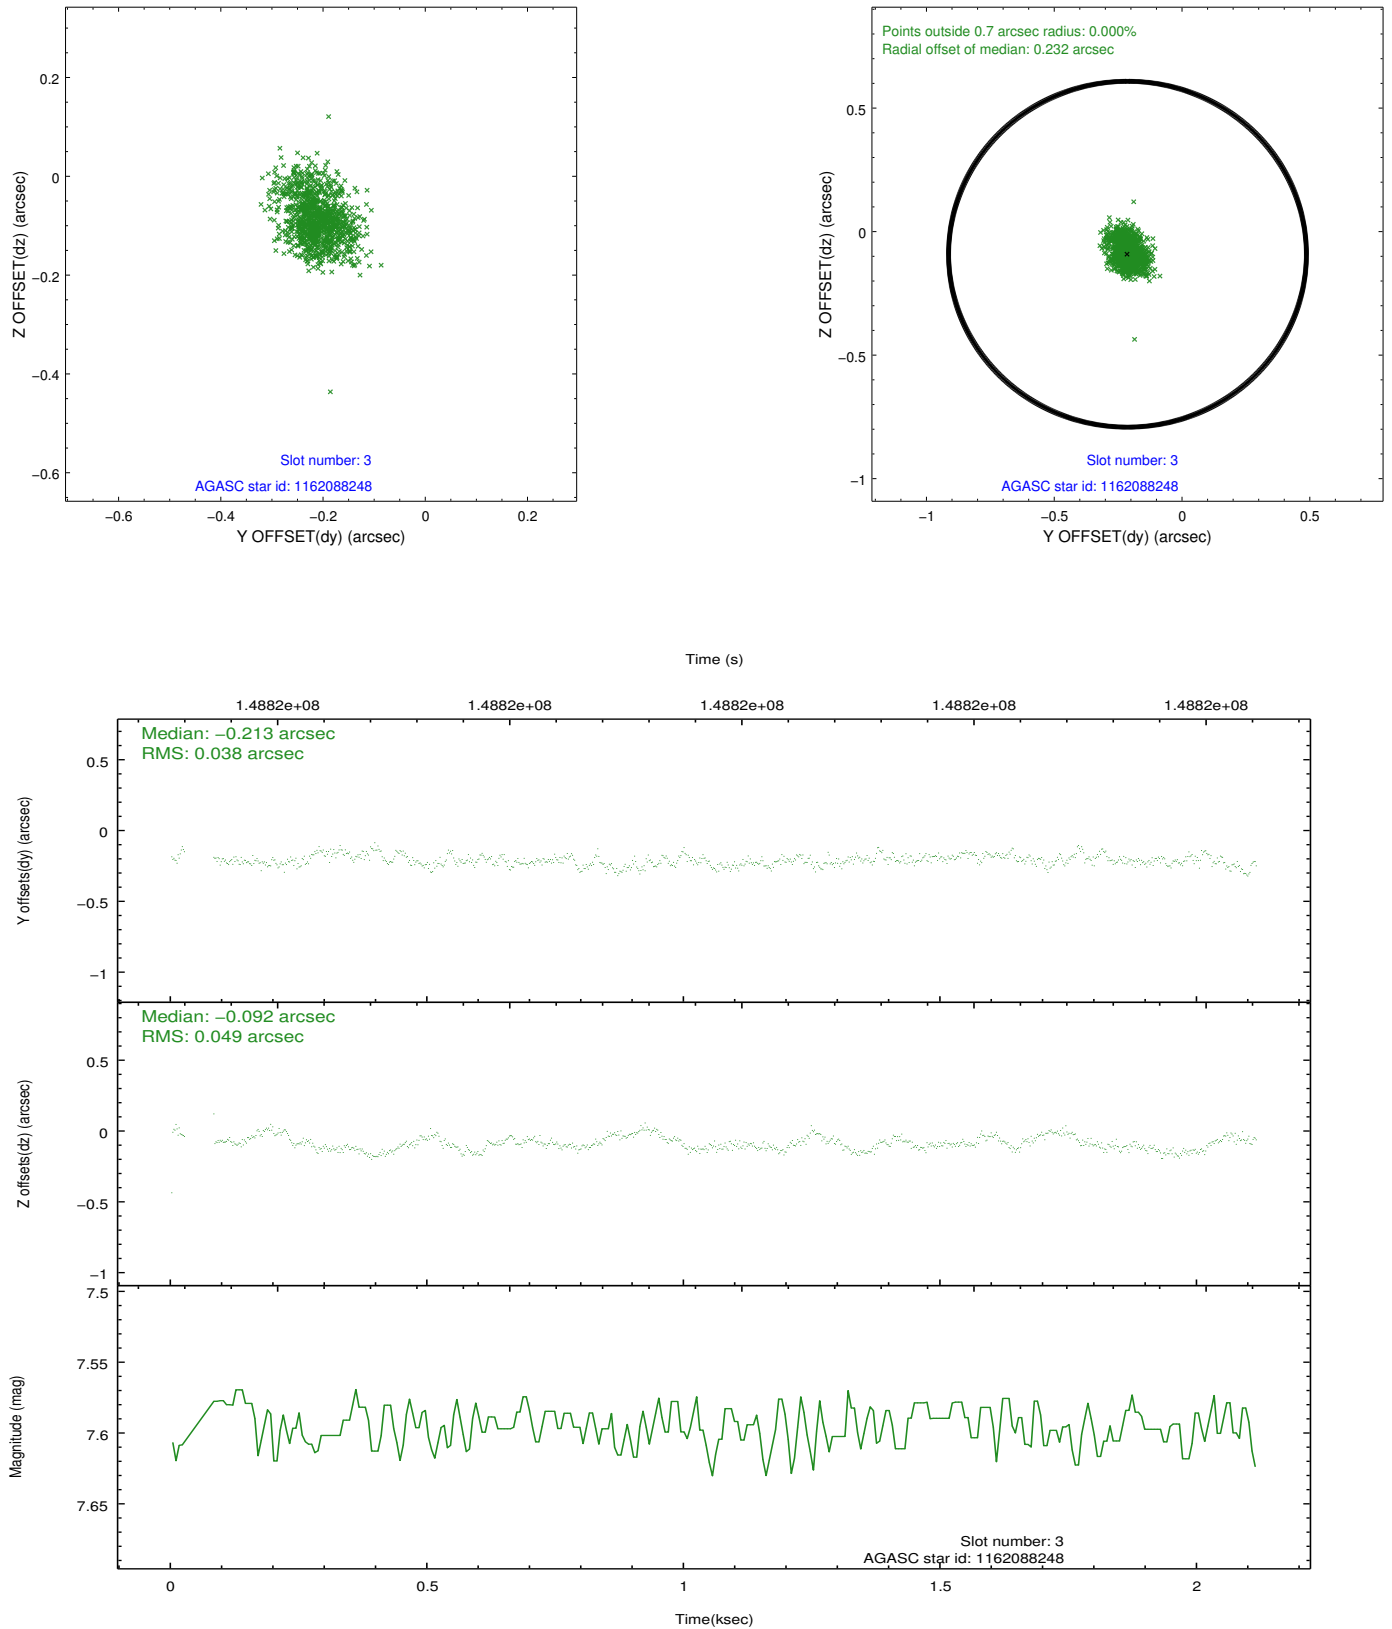 0.2
0
−0.2
−0.4
−0.6
Z OFFSET(dz) (arcsec)
Slot number: 3
AGASC star id: 1162088248
−0.6
−0.4
−0.2
0
0.2
Y OFFSET(dy) (arcsec)
Points outside 0.7 arcsec radius: 0.000%
Radial offset of median: 0.232 arcsec
0.5
0
−0.5
−1
Z OFFSET(dz) (arcsec)
Slot number: 3
AGASC star id: 1162088248
−1
−0.5
0
0.5
Y OFFSET(dy) (arcsec)
Time (s)
1.4882e+08
1.4882e+08
1.4882e+08
1.4882e+08
1.4882e+08
Median: −0.213 arcsec
RMS: 0.038 arcsec
0.5
0
−0.5
−1
Y offsets(dy) (arcsec)
Median: −0.092 arcsec
RMS: 0.049 arcsec
0.5
0
−0.5
−1
Z offsets(dz) (arcsec)
7.5
7.55
7.6
7.65
Magnitude (mag)
Slot number: 3
AGASC star id: 1162088248
0
0.5
1
1.5
2
Time(ksec)